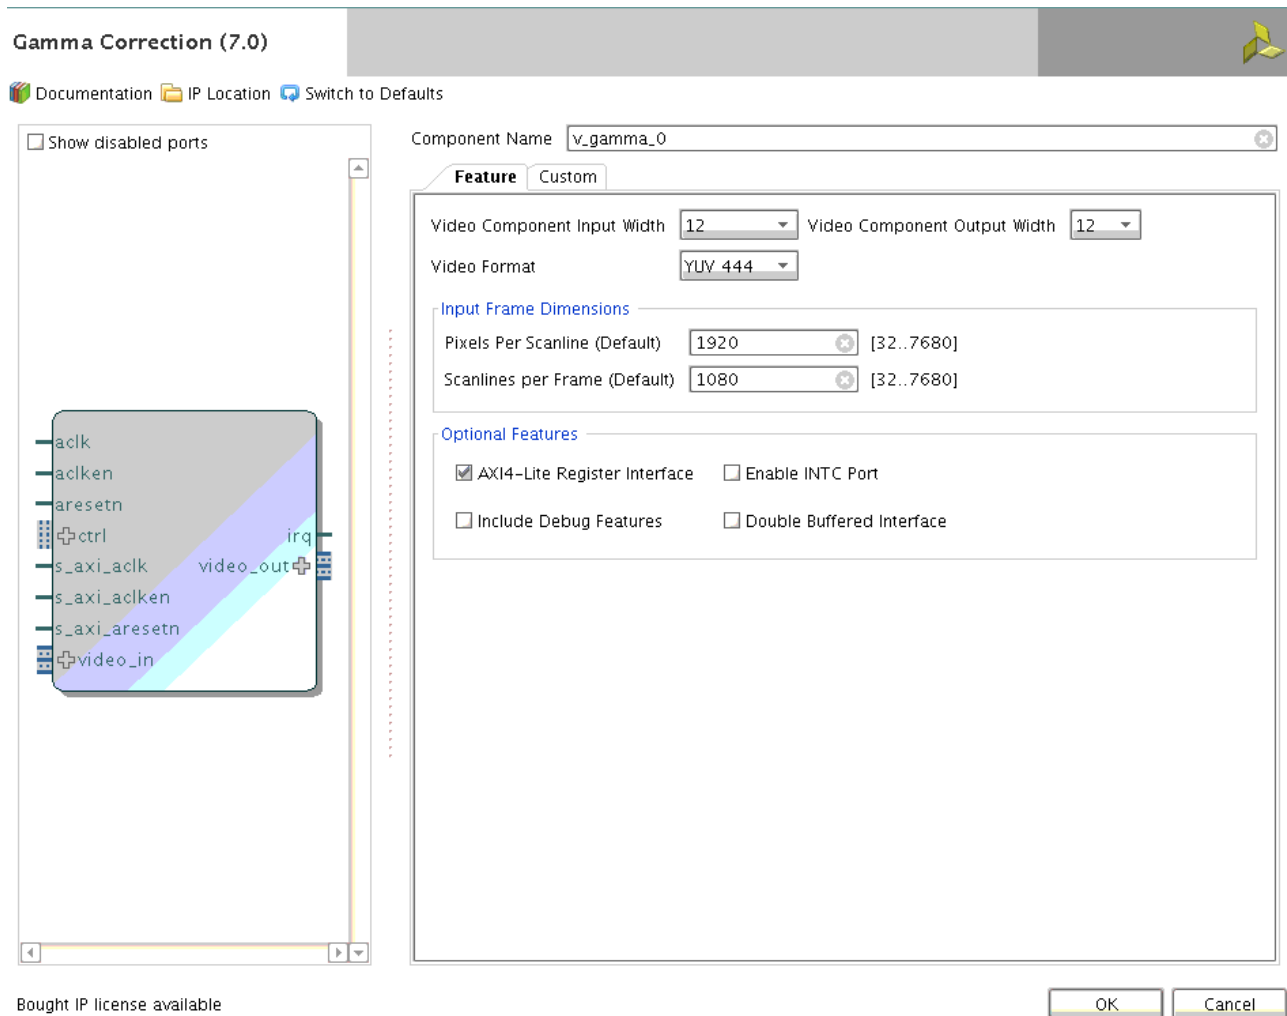 Gamma Correction (7.0)
Documentation IP Location Switch to Defaults
Show disabled ports
aclk
aclken
aresetn
ctrl
irq
s_axi_aclk
video_out
s_axi_aclken
s_axi_aresetn
video_in
Component Name v_gamma_0
Feature Custom
Video Component Input Width 12 Video Component Output Width 12
Video Format YUV 444
Input Frame Dimensions
Pixels Per Scanline (Default) 1920 [32..7680]
Scanlines per Frame (Default) 1080 [32..7680]
Optional Features
AXI4-Lite Register Interface Enable INTC Port
Include Debug Features Double Buffered Interface
Bought IP license available
OK Cancel